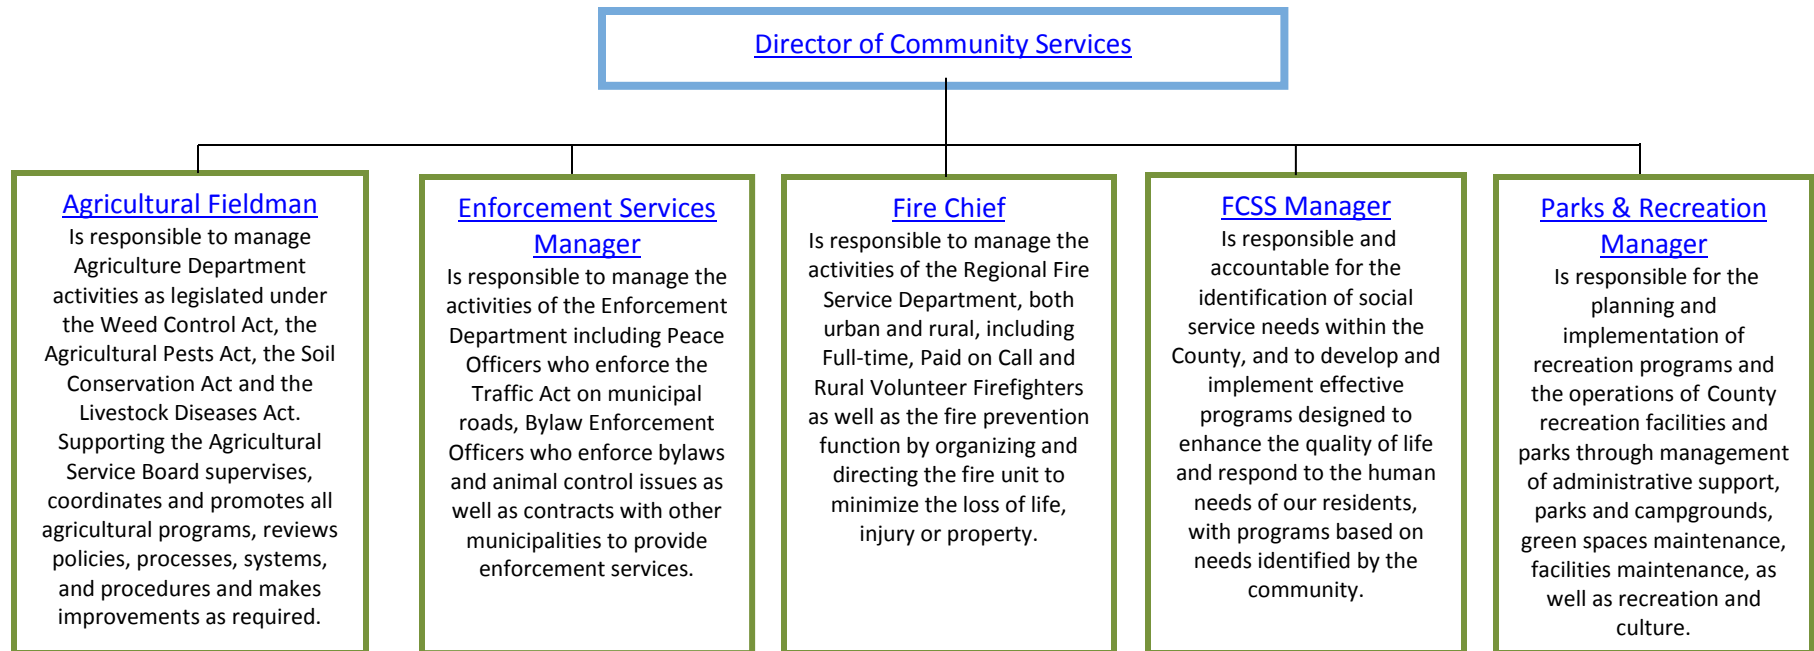 Director of Community Services
Agricultural Fieldman
Is responsible to manage
Agriculture Department
activities as legislated under
the Weed Control Act, the
Agricultural Pests Act, the Soil
Conservation Act and the
Livestock Diseases Act.
Supporting the Agricultural
Service Board supervises,
coordinates and promotes all
agricultural programs, reviews
policies, processes, systems,
and procedures and makes
improvements as required.
Enforcement Services
Manager
Is responsible to manage the
activities of the Enforcement
Department including Peace
Officers who enforce the
Traffic Act on municipal
roads, Bylaw Enforcement
Officers who enforce bylaws
and animal control issues as
well as contracts with other
municipalities to provide
enforcement services.
Fire Chief
Is responsible to manage the
activities of the Regional Fire
Service Department, both
urban and rural, including
Full-time, Paid on Call and
Rural Volunteer Firefighters
as well as the fire prevention
function by organizing and
directing the fire unit to
minimize the loss of life,
injury or property.
FCSS Manager
Is responsible and
accountable for the
identification of social
service needs within the
County, and to develop and
implement effective
programs designed to
enhance the quality of life
and respond to the human
needs of our residents,
with programs based on
needs identified by the
community.
Parks & Recreation
Manager
Is responsible for the
planning and
implementation of
recreation programs and
the operations of County
recreation facilities and
parks through management
of administrative support,
parks and campgrounds,
green spaces maintenance,
facilities maintenance, as
well as recreation and
culture.